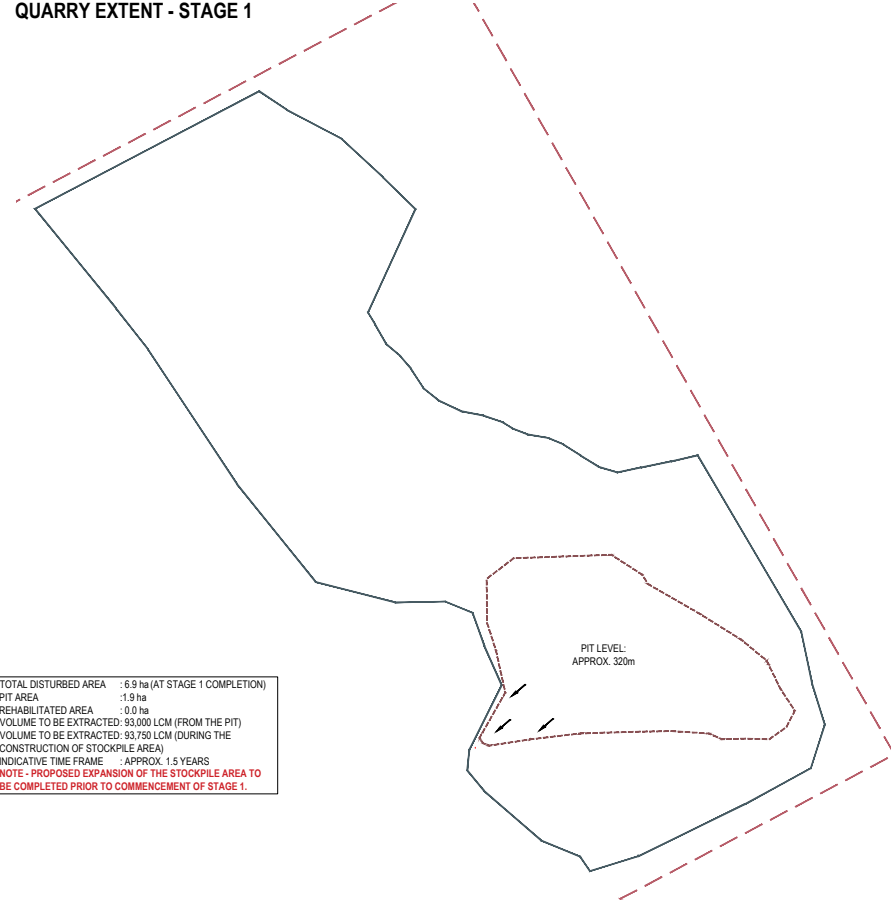 QUARRY EXTENT - STAGE 1
PIT LEVEL:
APPROX. 320m
TOTAL DISTURBED AREA : 6.9 ha (AT STAGE 1 COMPLETION)
PIT AREA :1.9 ha
REHABILITATED AREA : 0.0 ha
VOLUME TO BE EXTRACTED: 93,000 LCM (FROM THE PIT)
VOLUME TO BE EXTRACTED: 93,750 LCM (DURING THE
CONSTRUCTION OF STOCKPILE AREA)
INDICATIVE TIME FRAME : APPROX. 1.5 YEARS
NOTE - PROPOSED EXPANSION OF THE STOCKPILE AREA TO
BE COMPLETED PRIOR TO COMMENCEMENT OF STAGE 1.